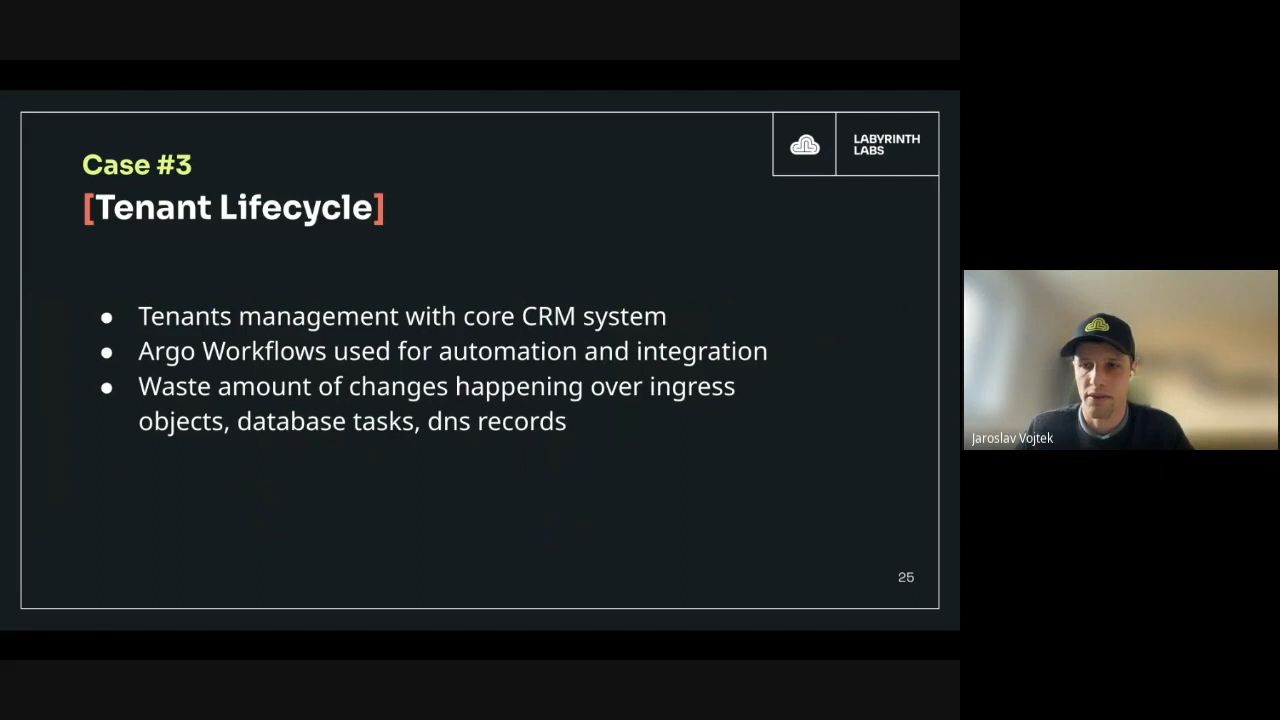 Case #3
[Tenant Lifecycle]
LABYRINTH
LABS
● Tenants management with core CRM system
● Argo Workflows used for automation and integration
● Waste amount of changes happening over ingress
objects, database tasks, dns records
25
Jaroslav Vojtek